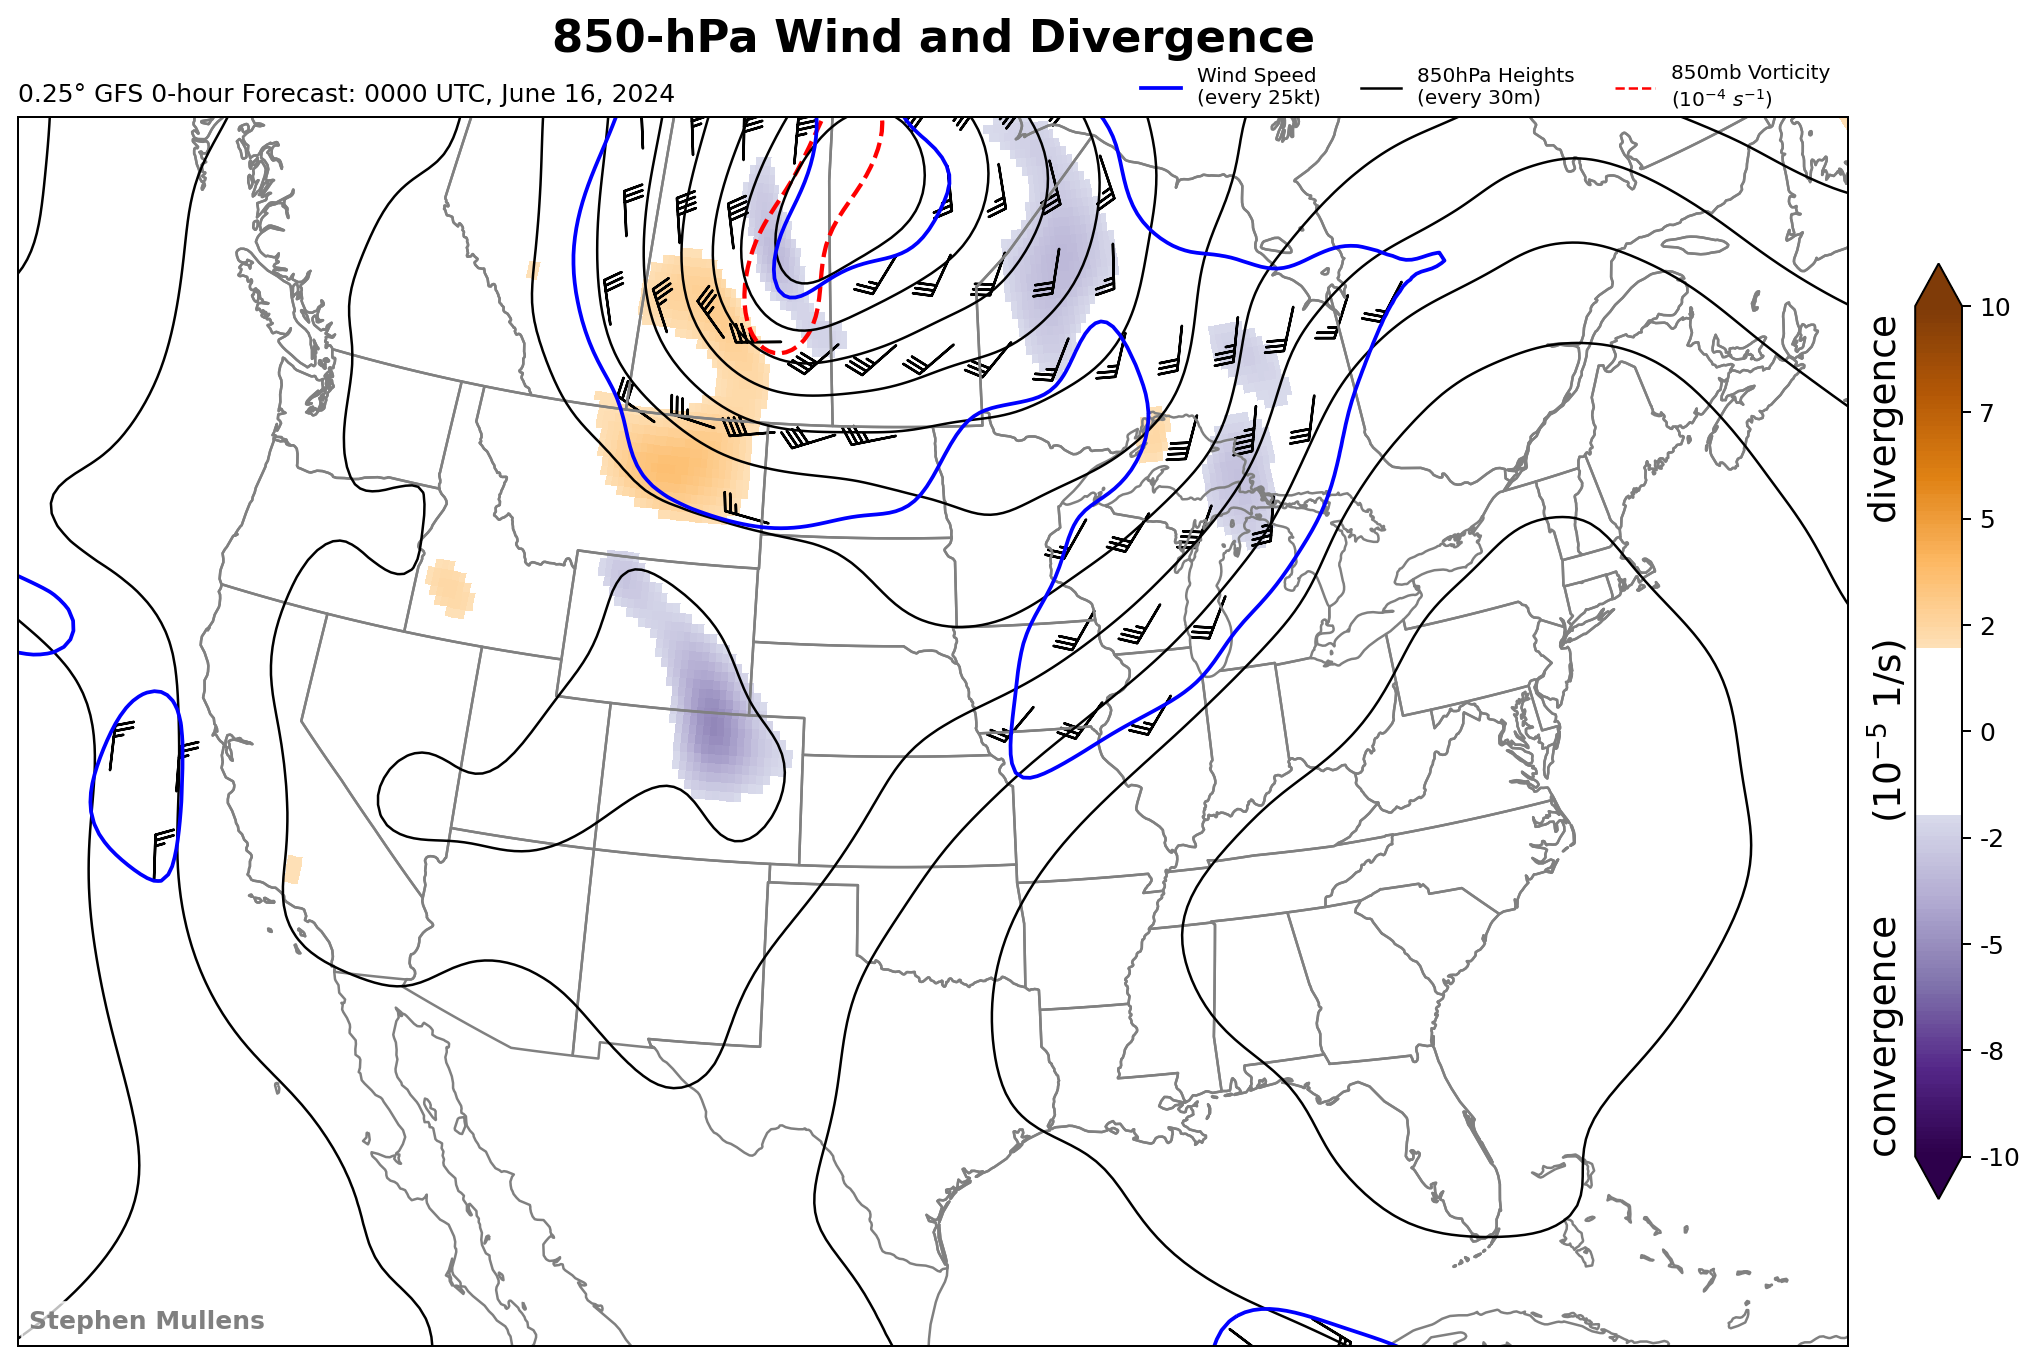 850-hPa Wind and Divergence
0.25° GFS 0-hour Forecast: 0000 UTC, June 16, 2024
Wind Speed
(every 25kt)
850hPa Heights
(every 30m)
850mb Vorticity
(10⁻⁴ s⁻¹)
10
7
5
2
0
-2
-5
-8
-10
convergence (10⁻⁵ 1/s) divergence
Stephen Mullens